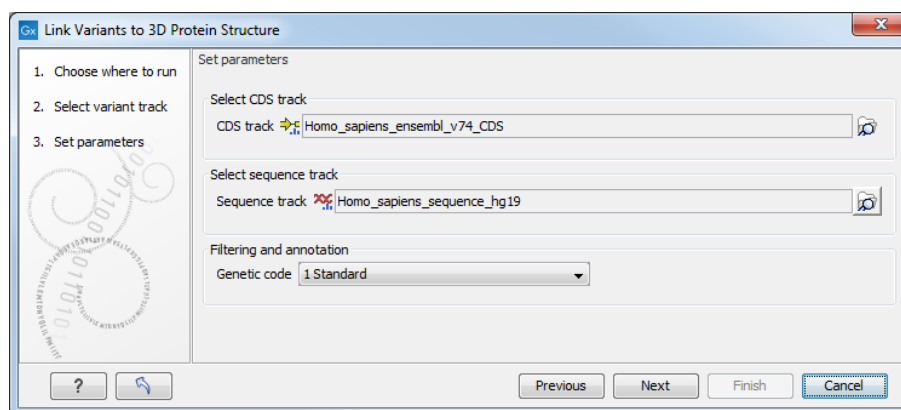 Gx Link Variants to 3D Protein Structure
1. Choose where to run
2. Select variant track
3. Set parameters
Set parameters
Select CDS track
CDS track Homo_sapiens_ensembl_v74_CDS
Select sequence track
Sequence track Homo_sapiens_sequence_hg19
Filtering and annotation
Genetic code 1 Standard
? Previous Next Finish Cancel